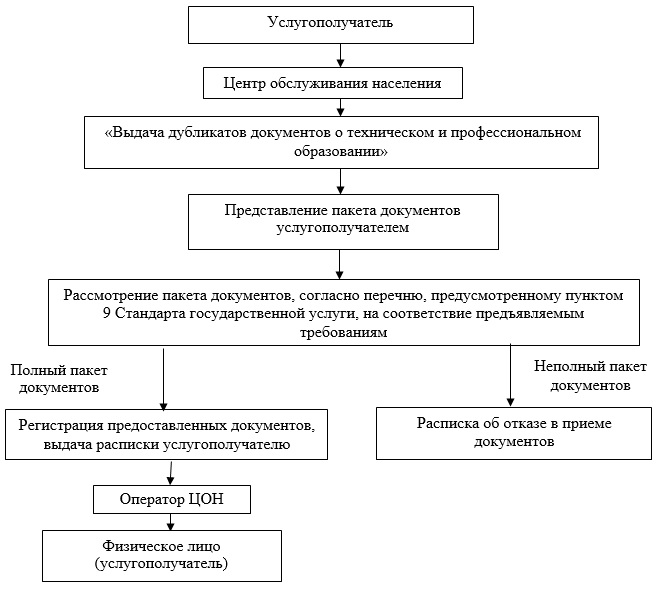 Услугополучатель
Центр обслуживания населения
«Выдача дубликатов документов о техническом и профессиональном
образовании»
Представление пакета документов
услугополучателем
Рассмотрение пакета документов, согласно перечню, предусмотренному пунктом
9 Стандарта государственной услуги, на соответствие предъявляемым
требованиям
Полный пакет
документов
Неполный пакет
документов
Регистрация предоставленных документов,
выдача расписки услугополучателю
Расписка об отказе в приеме
документов
Оператор ЦОН
Физическое лицо
(услугополучатель)